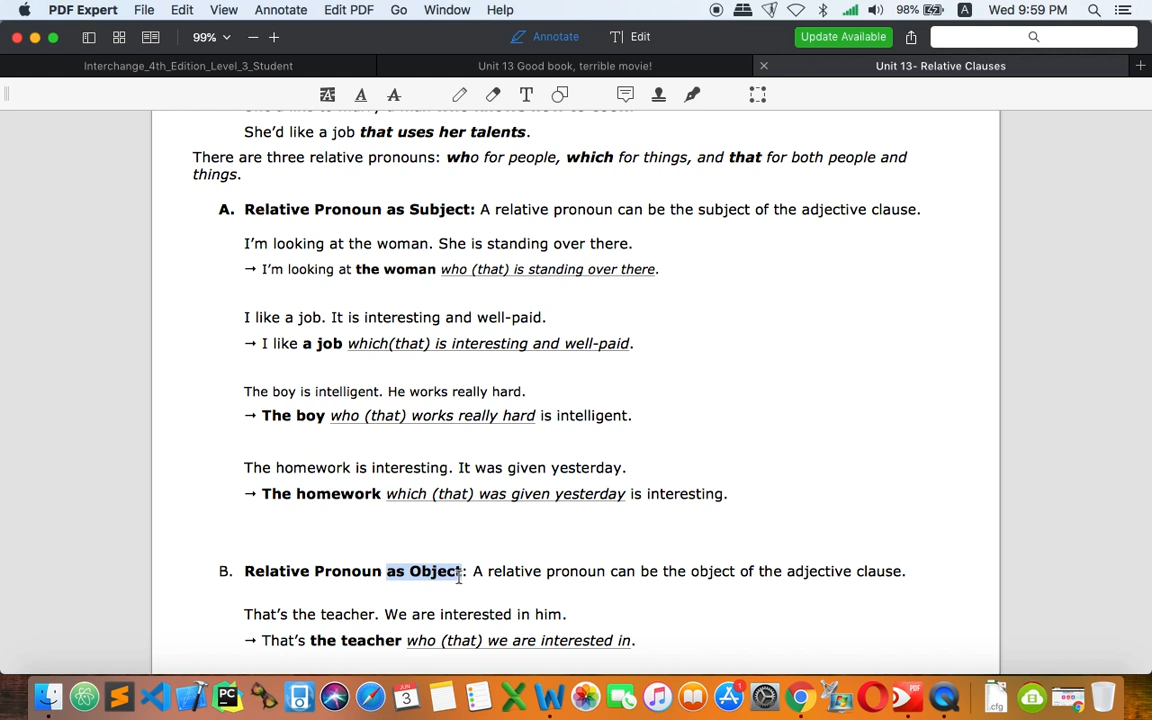 PDF Expert File Edit View Annotate Edit PDF Go Window Help 98% A Wed 9:59 PM
99% Annotate T Edit Update Available
Interchange_4th_Edition_Level_3_Student Unit 13 Good book, terrible movie! Unit 13- Relative Clauses
She'd like a job that uses her talents.
There are three relative pronouns: who for people, which for things, and that for both people and
things.
A. Relative Pronoun as Subject: A relative pronoun can be the subject of the adjective clause.
I'm looking at the woman. She is standing over there.
→ I'm looking at the woman who (that) is standing over there.
I like a job. It is interesting and well-paid.
→ I like a job which(that) is interesting and well-paid.
The boy is intelligent. He works really hard.
→ The boy who (that) works really hard is intelligent.
The homework is interesting. It was given yesterday.
→ The homework which (that) was given yesterday is interesting.
B. Relative Pronoun as Object: A relative pronoun can be the object of the adjective clause.
That's the teacher. We are interested in him.
→ That's the teacher who (that) we are interested in.